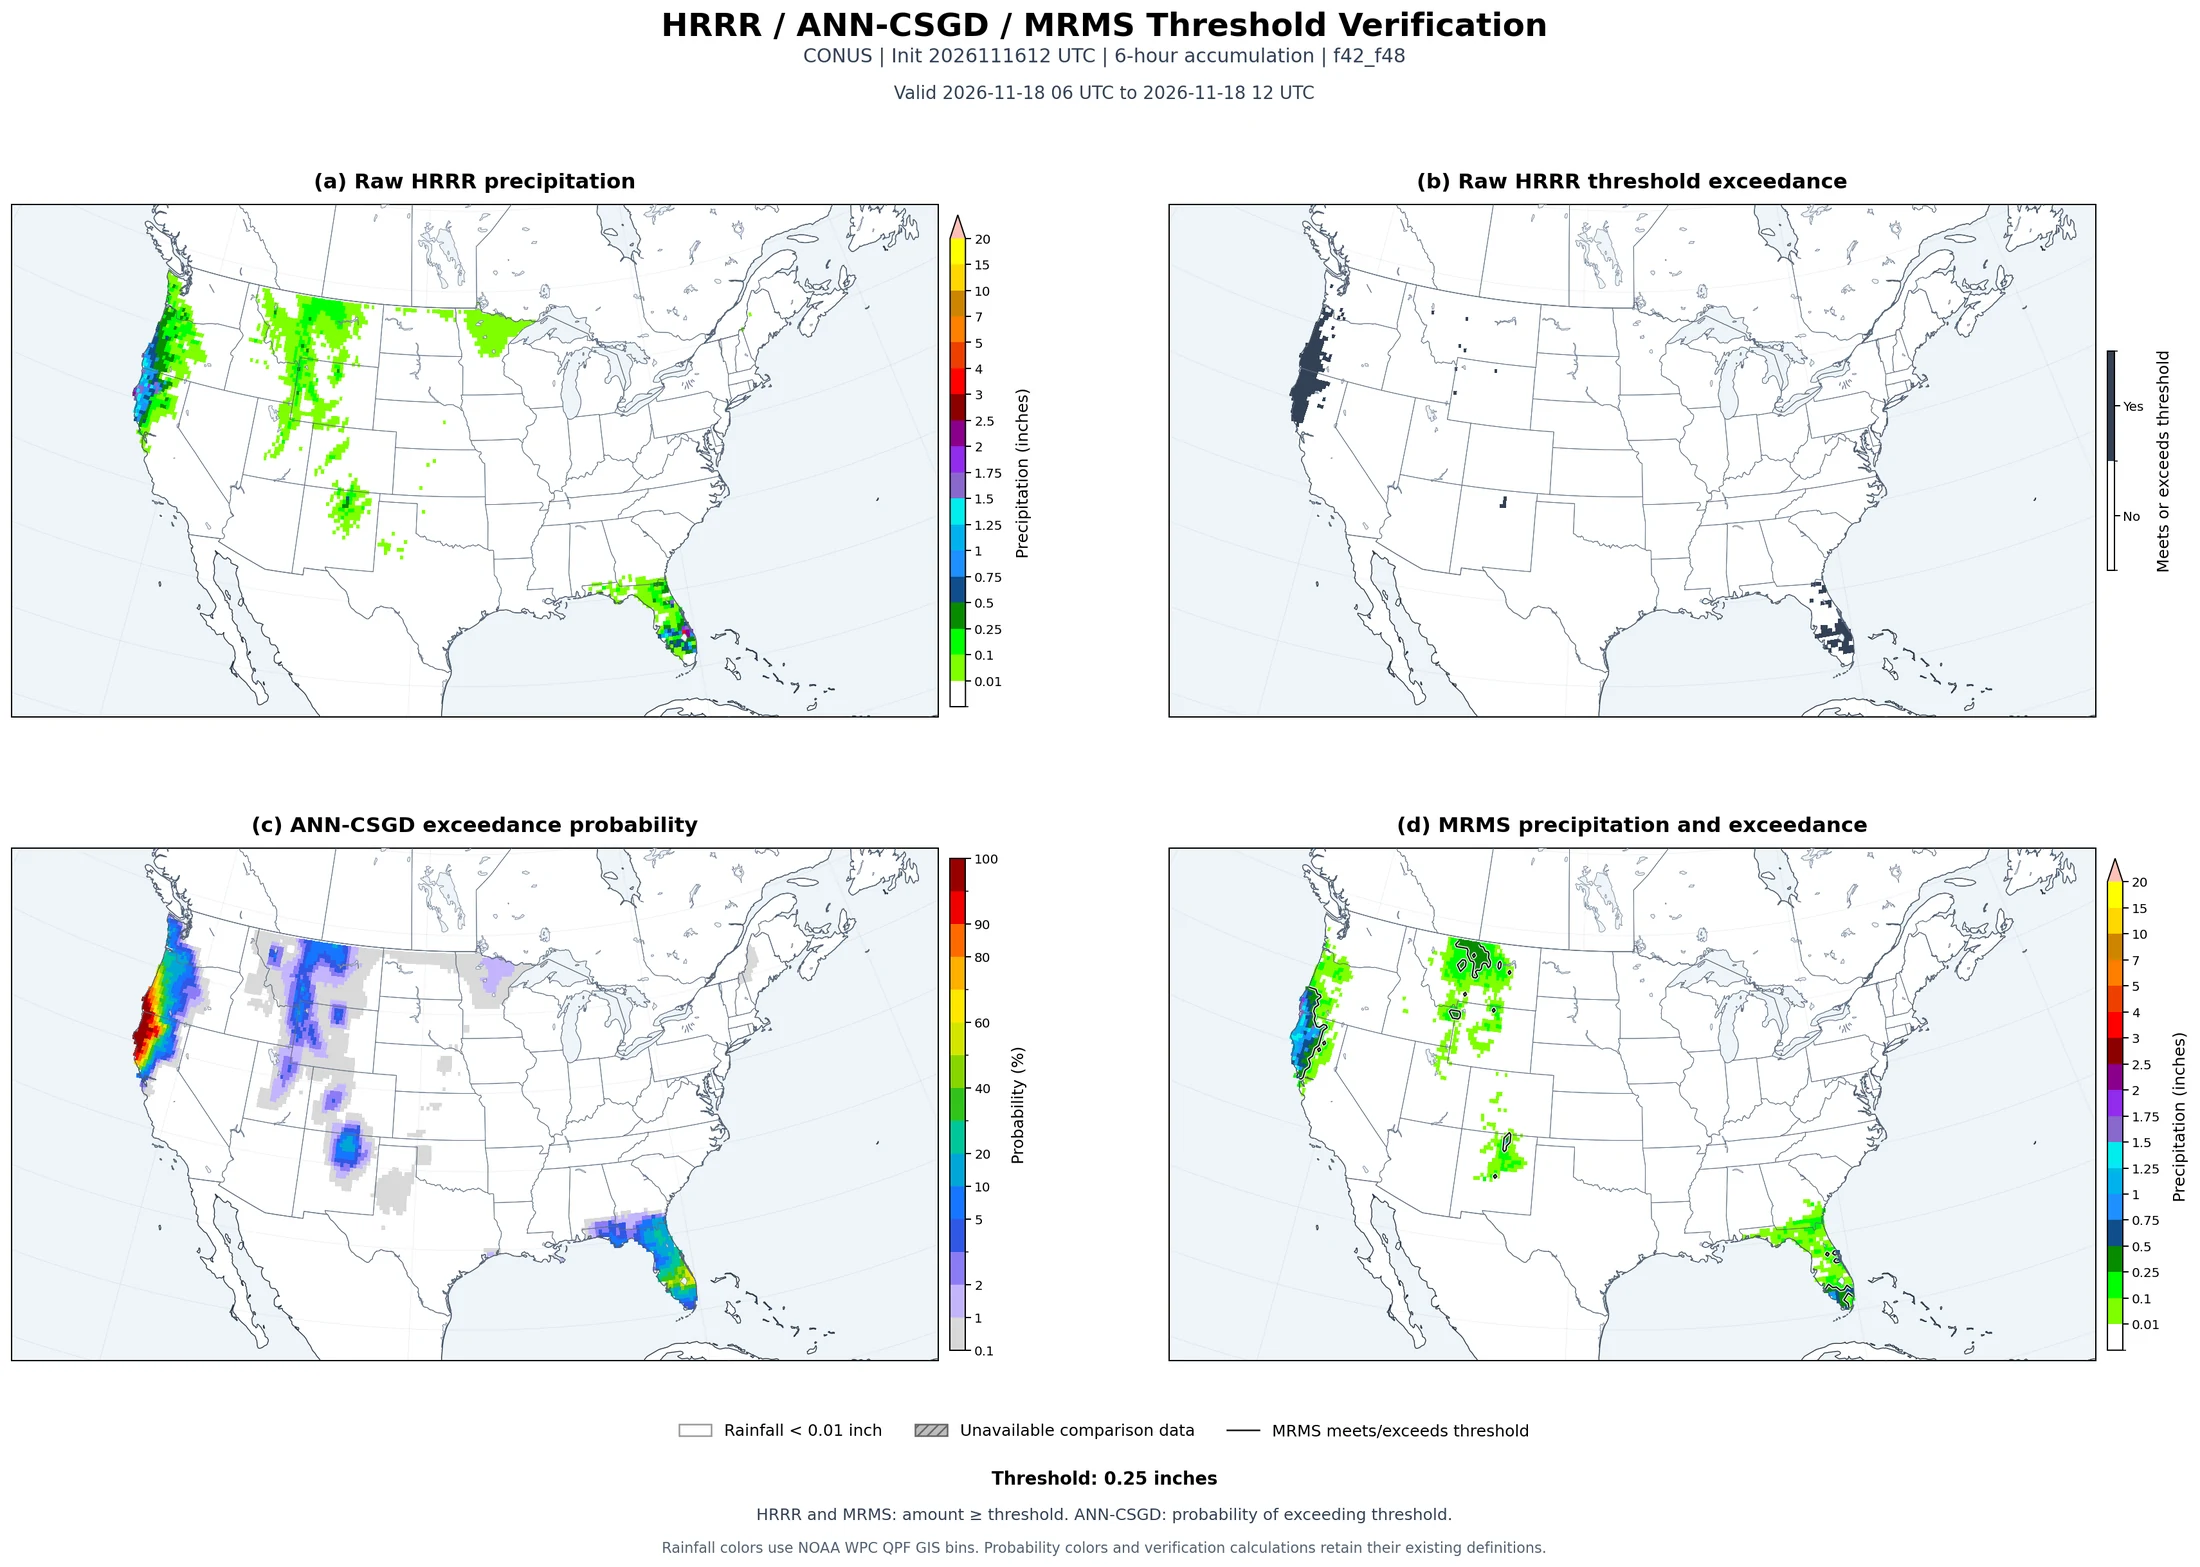 HRRR / ANN-CSGD / MRMS Threshold Verification
CONUS | Init 2026111612 UTC | 6-hour accumulation | f42_f48
Valid 2026-11-18 06 UTC to 2026-11-18 12 UTC
(a) Raw HRRR precipitation
20
15
10
7
5
4
3
2.5
2
1.75
1.5
1.25
1
0.75
0.5
0.25
0.1
0.01
Precipitation (inches)
(b) Raw HRRR threshold exceedance
Yes
No
Meets or exceeds threshold
(c) ANN-CSGD exceedance probability
100
90
80
60
40
20
10
5
2
1
0.1
Probability (%)
(d) MRMS precipitation and exceedance
20
15
10
7
5
4
3
2.5
2
1.75
1.5
1.25
1
0.75
0.5
0.25
0.1
0.01
Precipitation (inches)
Rainfall < 0.01 inch
Unavailable comparison data
MRMS meets/exceeds threshold
Threshold: 0.25 inches
HRRR and MRMS: amount ≥ threshold. ANN-CSGD: probability of exceeding threshold.
Rainfall colors use NOAA WPC QPF GIS bins. Probability colors and verification calculations retain their existing definitions.